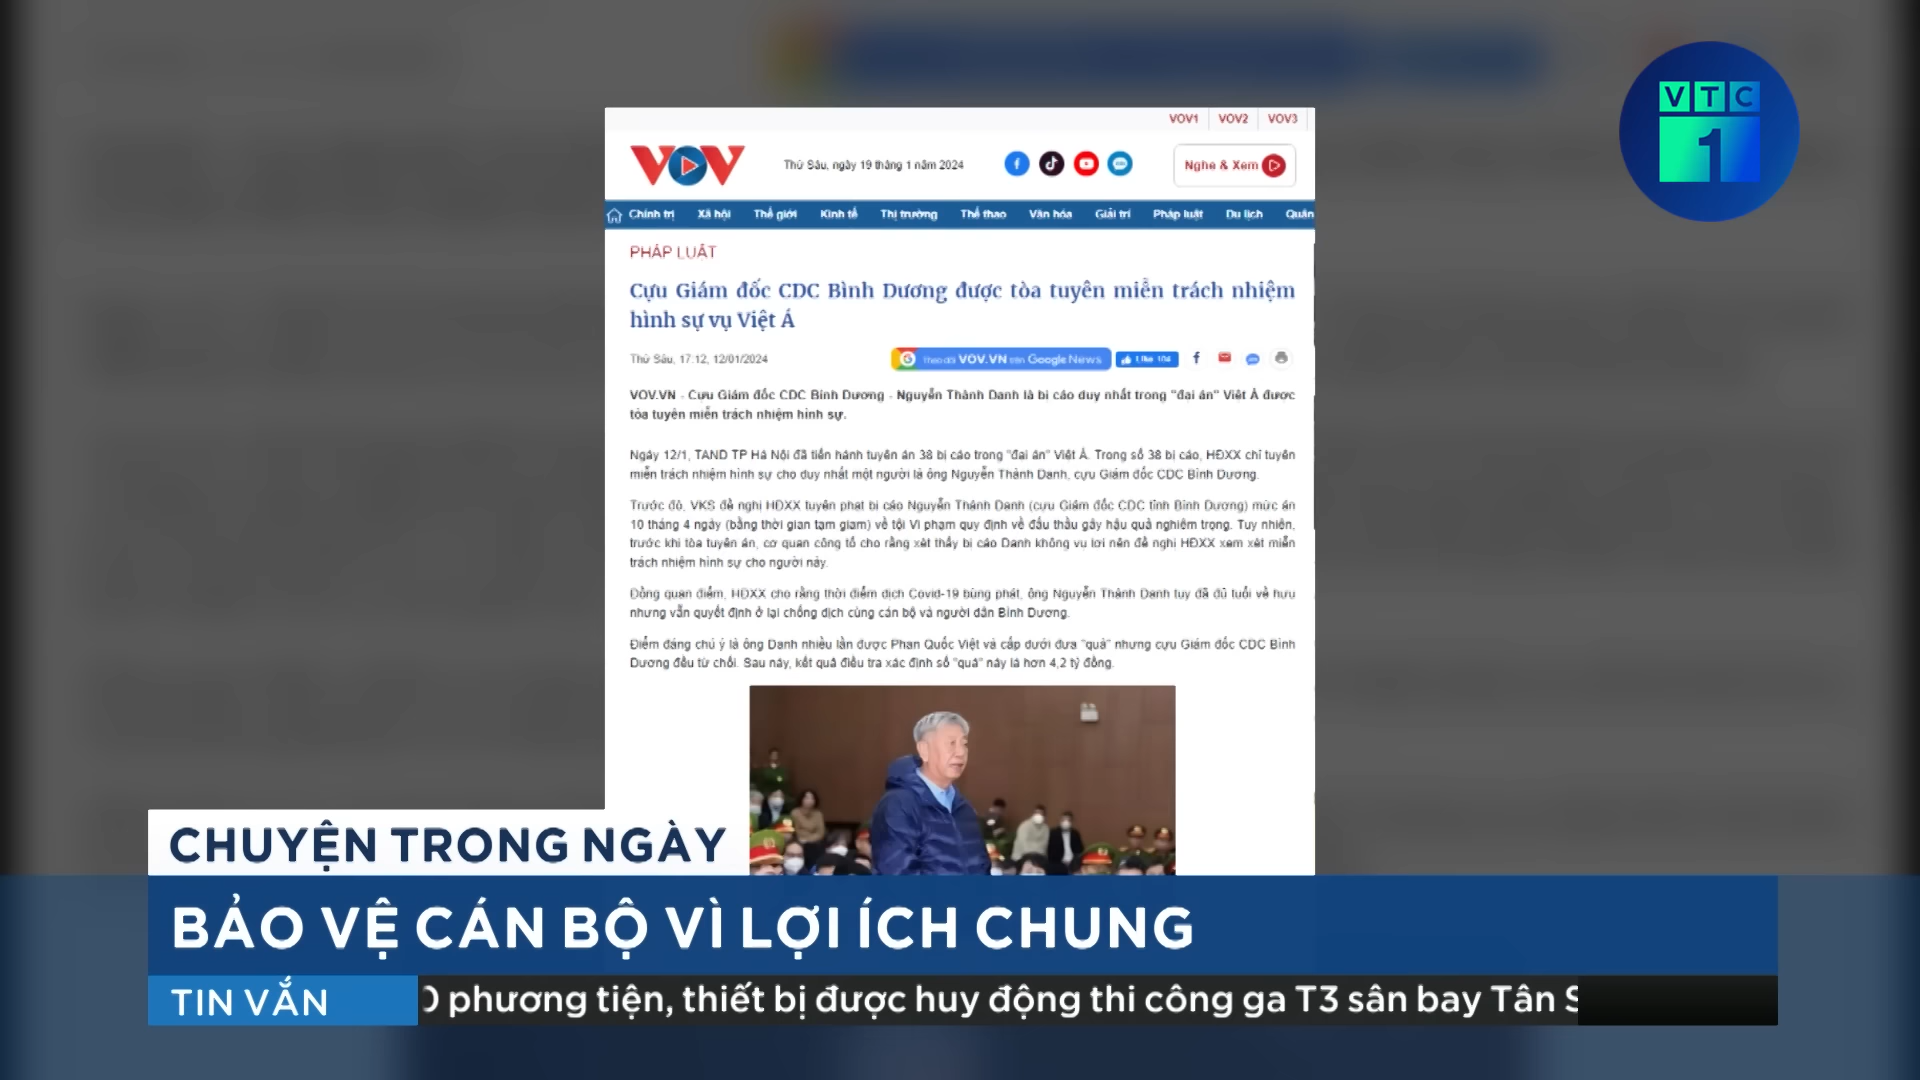 VTC
1
VOV1 VOV2 VOV3
VOV
Thứ Sáu, ngày 19 tháng 1 năm 2024
Nghe & Xem
Chính trị Xã hội Thế giới Kinh tế Thị trường Thể thao Văn hóa Giải trí Pháp luật Du lịch Quân
PHÁP LUẬT
Cựu Giám đốc CDC Bình Dương được tòa tuyên miễn trách nhiệm
hình sự vụ Việt Á
Thứ Sáu, 17:12, 12/01/2024
Theo dõi VOV.VN trên Google News
Like 104
VOV.VN - Cựu Giám đốc CDC Bình Dương - Nguyễn Thành Danh là bị cáo duy nhất trong "đại án" Việt Á được
tòa tuyên miễn trách nhiệm hình sự.
Ngày 12/1, TAND TP Hà Nội đã tiến hành tuyên án 38 bị cáo trong "đại án" Việt Á. Trong số 38 bị cáo, HĐXX chỉ tuyên
miễn trách nhiệm hình sự cho duy nhất một người là ông Nguyễn Thành Danh, cựu Giám đốc CDC Bình Dương.
Trước đó, VKS đề nghị HĐXX tuyên phạt bị cáo Nguyễn Thành Danh (cựu Giám đốc CDC tỉnh Bình Dương) mức án
10 tháng 4 ngày (bằng thời gian tạm giam) về tội Vi phạm quy định về đấu thầu gây hậu quả nghiêm trọng. Tuy nhiên,
trước khi tòa tuyên án, cơ quan công tố cho rằng xét thấy bị cáo Danh không vụ lợi nên đề nghị HĐXX xem xét miễn
trách nhiệm hình sự cho người này.
Đồng quan điểm, HĐXX cho rằng thời điểm dịch Covid-19 bùng phát, ông Nguyễn Thành Danh tuy đã đủ tuổi về hưu
nhưng vẫn quyết định ở lại chống dịch cùng cán bộ và người dân Bình Dương.
Điểm đáng chú ý là ông Danh nhiều lần được Phan Quốc Việt và cấp dưới đưa "quà" nhưng cựu Giám đốc CDC Bình
Dương đều từ chối. Sau này, kết quả điều tra xác định số "quà" này là hơn 4,2 tỷ đồng.
CHUYỆN TRONG NGÀY
BẢO VỆ CÁN BỘ VÌ LỢI ÍCH CHUNG
TIN VẮN
phương tiện, thiết bị được huy động thi công ga T3 sân bay Tân S